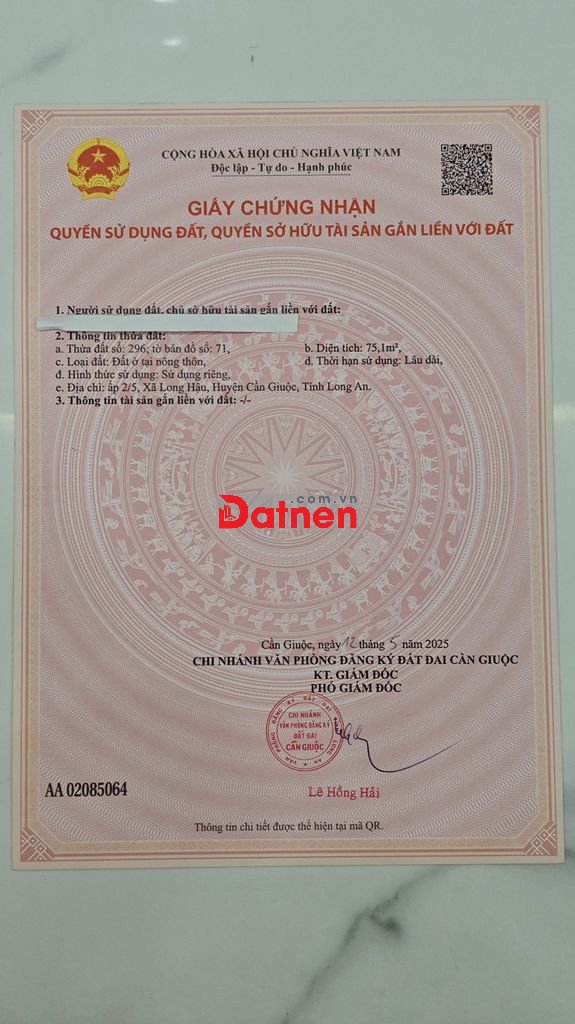 CỘNG HÒA XÃ HỘI CHỦ NGHĨA VIỆT NAM
Độc lập - Tự do - Hạnh phúc
GIẤY CHỨNG NHẬN
QUYỀN SỬ DỤNG ĐẤT, QUYỀN SỞ HỮU TÀI SẢN GẮN LIỀN VỚI ĐẤT
1. Người sử dụng đất, chủ sở hữu tài sản gắn liền với đất:
2. Thông tin thửa đất:
a. Thửa đất số: 296; tờ bản đồ số: 71, b. Diện tích: 75,1m²,
c. Loại đất: Đất ở tại nông thôn, d. Thời hạn sử dụng: Lâu dài,
đ. Hình thức sử dụng: Sử dụng riêng,
e. Địa chỉ: ấp 2/5, Xã Long Hậu, Huyện Cần Giuộc, Tỉnh Long An.
3. Thông tin tài sản gắn liền với đất: -/-
.com.vn
Datnen
Cần Giuộc, ngày 12 tháng 5 năm 2025
CHI NHÁNH VĂN PHÒNG ĐĂNG KÝ ĐẤT ĐAI CẦN GIUỘC
KT. GIÁM ĐỐC
PHÓ GIÁM ĐỐC
CHI NHÁNH
VĂN PHÒNG ĐĂNG KÝ
ĐẤT ĐAI
CẦN GIUỘC
AA 02085064
Lê Hồng Hải
Thông tin chi tiết được thể hiện tại mã QR.